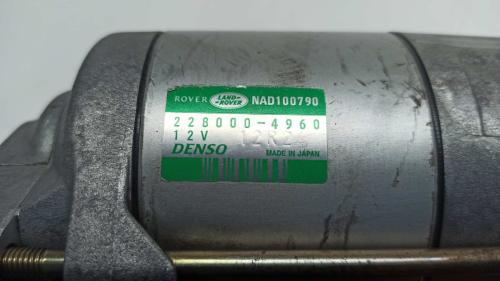 ROVER LAND- ROVER NAD100790
228000-4960
12V
DENSO MADE IN JAPAN